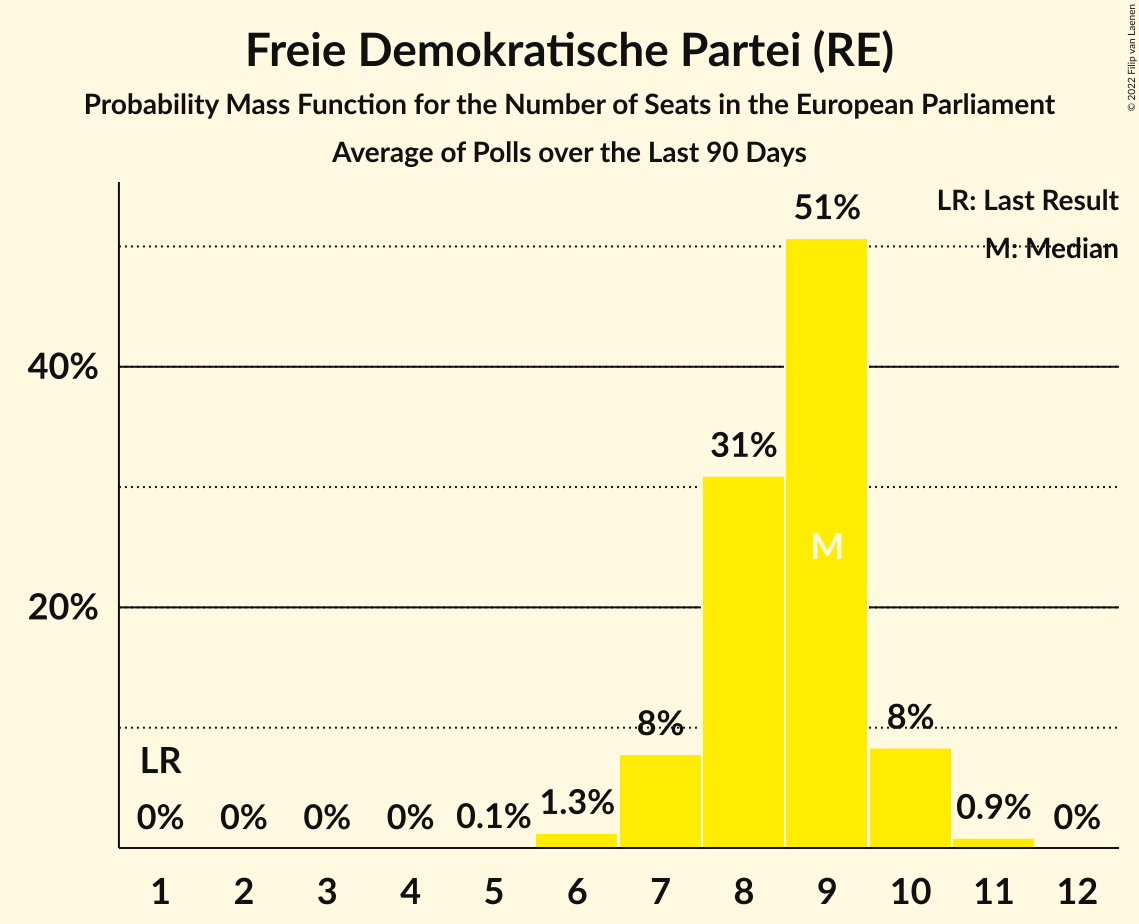 Freie Demokratische Partei (RE)
Probability Mass Function for the Number of Seats in the European Parliament
Average of Polls over the Last 90 Days
© 2022 Filip van Laenen
LR: Last Result
M: Median
51%
40%
31%
M
20%
8%
8%
LR
0%
0%
0%
0%
0.1%
1.3%
0.9%
0%
1 2 3 4 5 6 7 8 9 10 11 12